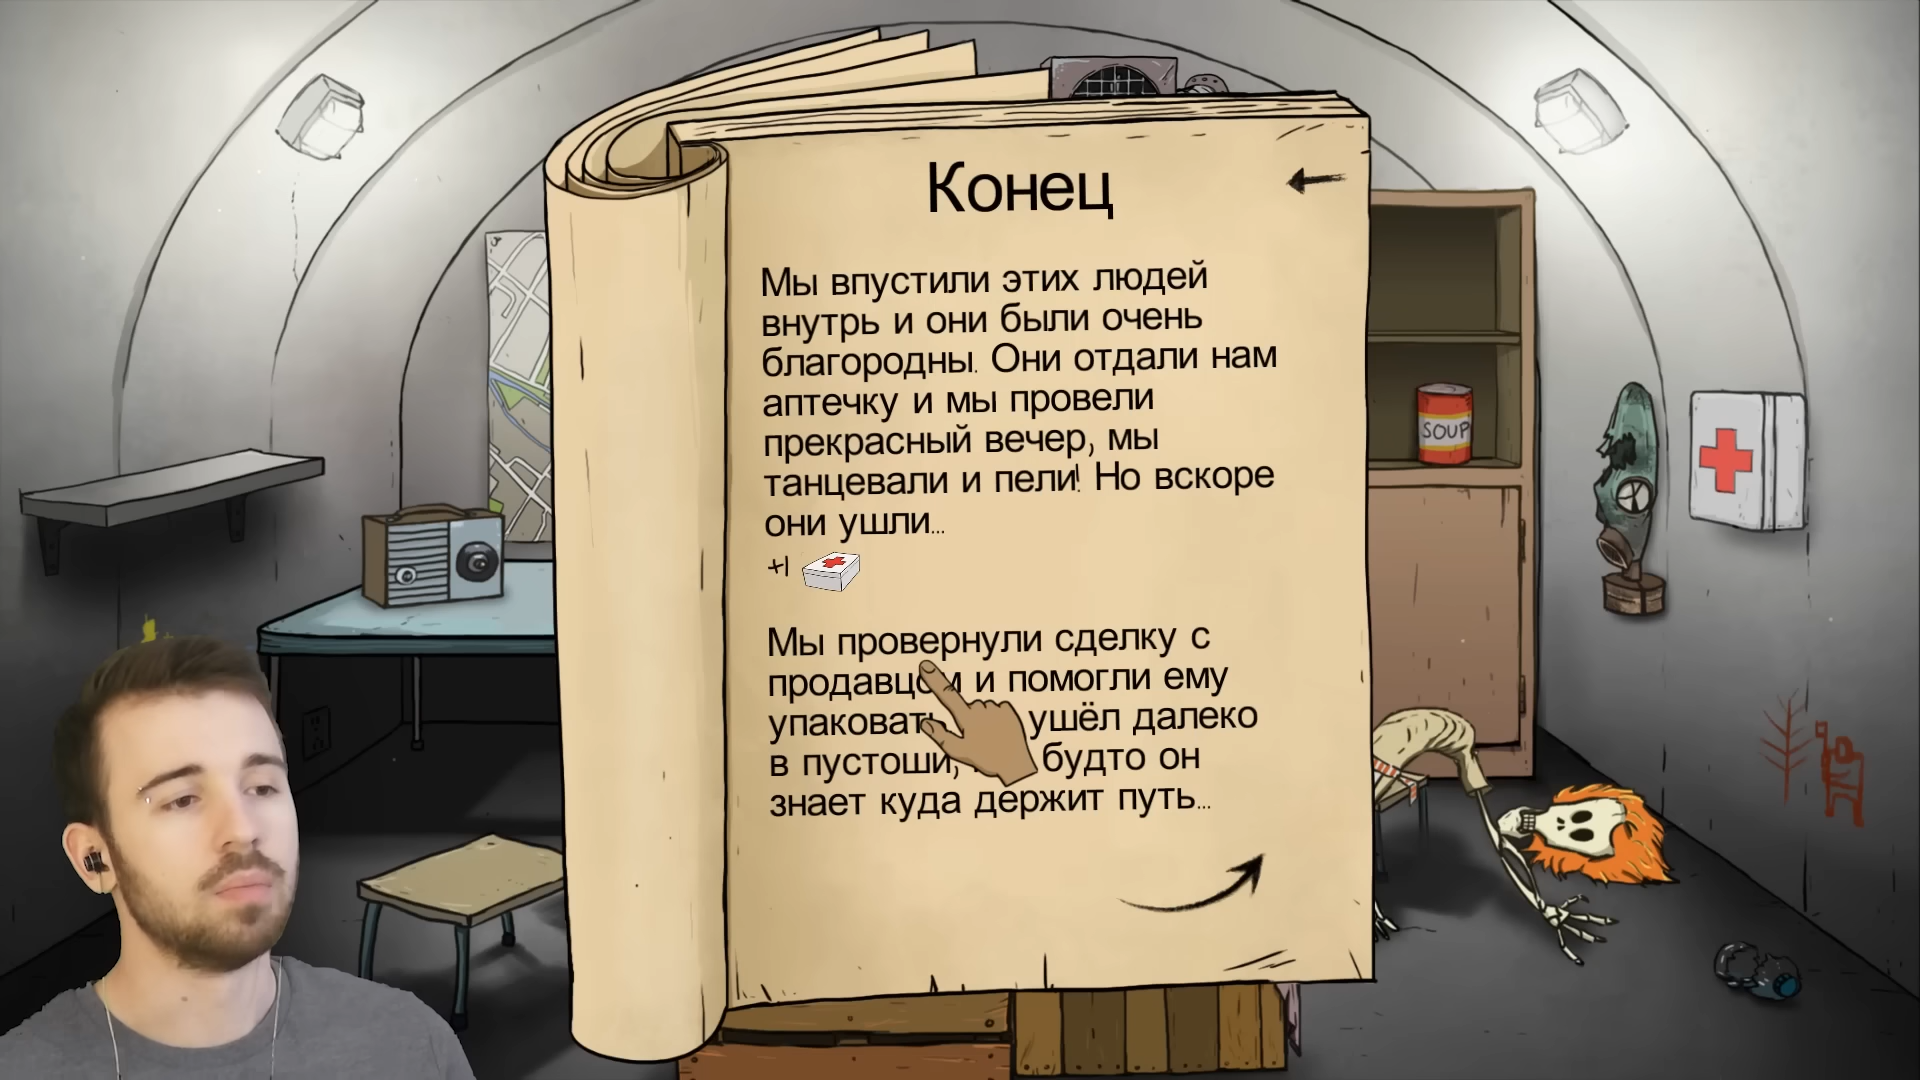 Конец
Мы впустили этих людей
внутрь и они были очень
благородны. Они отдали нам
аптечку и мы провели
прекрасный вечер, мы
танцевали и пели! Но вскоре
они ушли...
+1
Мы провернули сделку с
продавцом и помогли ему
ушёл далеко
в пустоши, будто он
знает куда держит путь...
SOUP